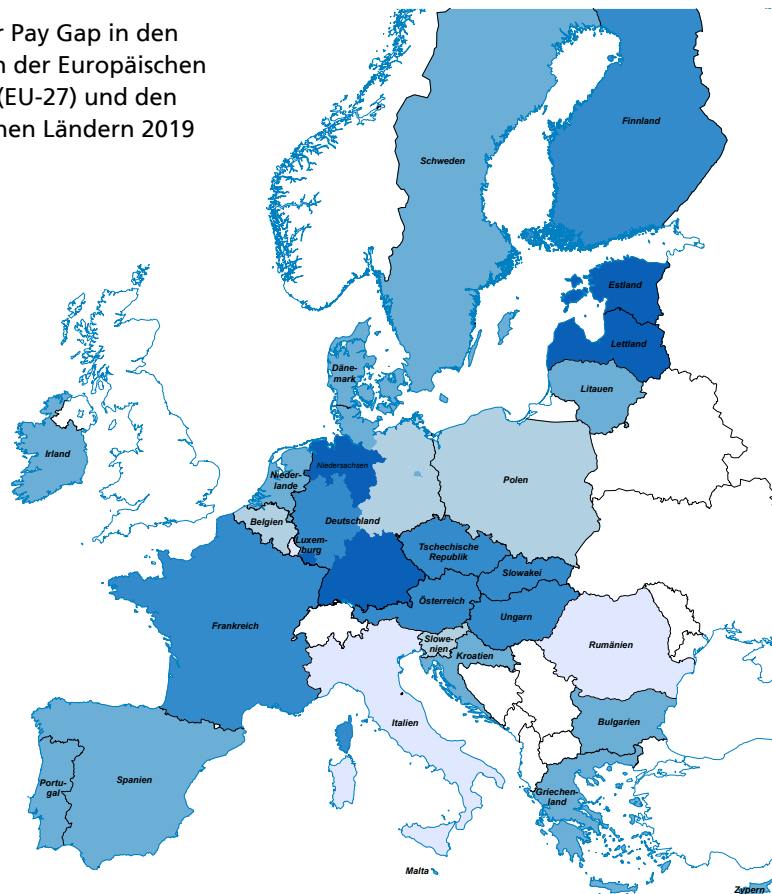 r Pay Gap in den
n der Europäischen
(EU-27) und den
nen Ländern 2019
Finnland
Schweden
Estland
Lettland
Däne-
mark
Litauen
Irland
Niedersachsen
Nieder-
lande
Polen
Belgien
Deutschland
Luxem-
burg
Tschechische
Republik
Slowakei
Österreich
Ungarn
Frankreich
Slowe-
nien
Kroatien
Rumänien
Italien
Bulgarien
Portu-
gal
Spanien
Griechen-
land
Malta
Zypern